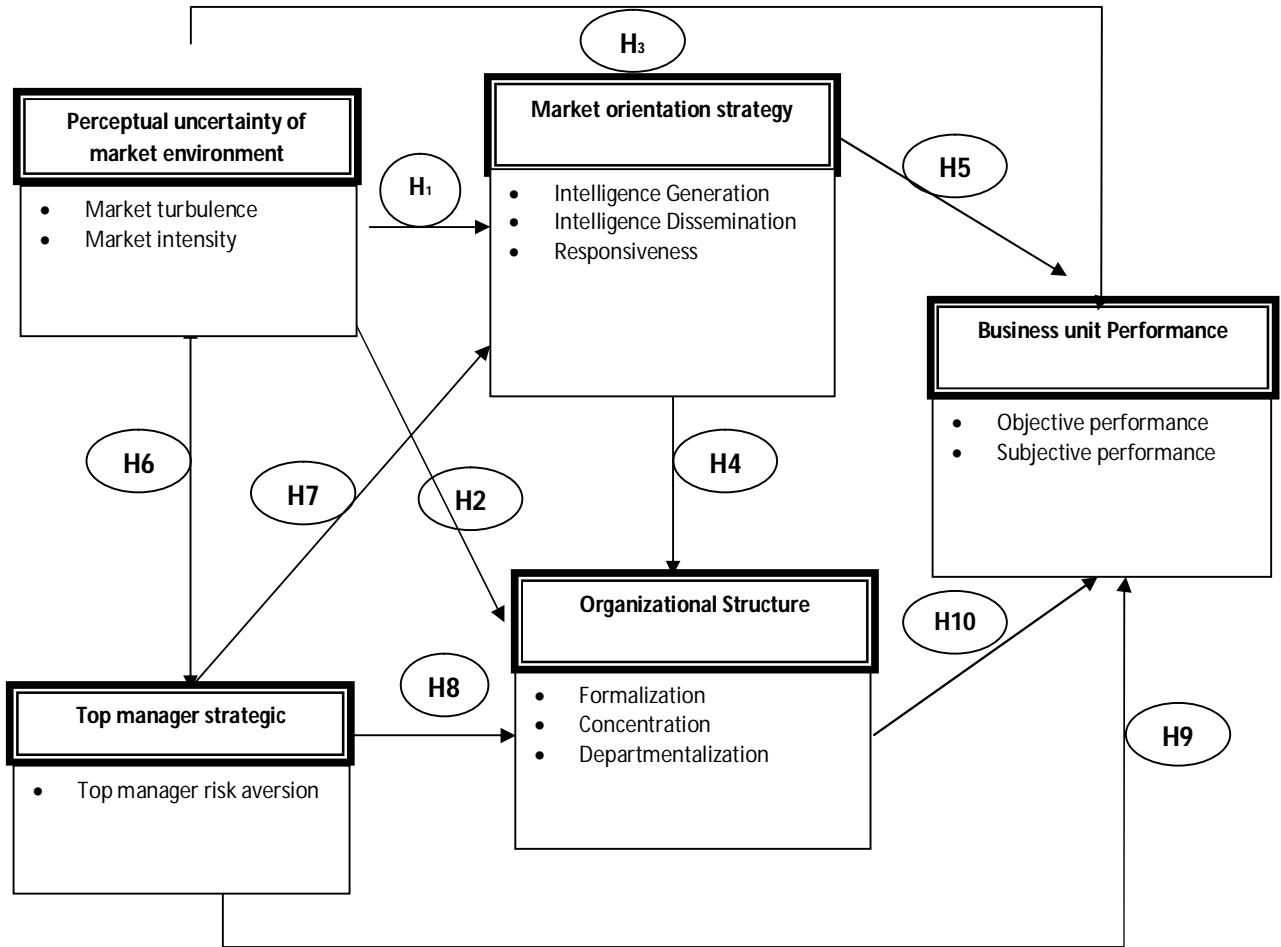 H3
Perceptual uncertainty of
market environment
• Market turbulence
• Market intensity
H1
Market orientation strategy
• Intelligence Generation
• Intelligence Dissemination
• Responsiveness
H5
Business unit Performance
• Objective performance
• Subjective performance
H6
H7
H2
H4
Organizational Structure
• Formalization
• Concentration
• Departmentalization
H10
H8
Top manager strategic
• Top manager risk aversion
H9